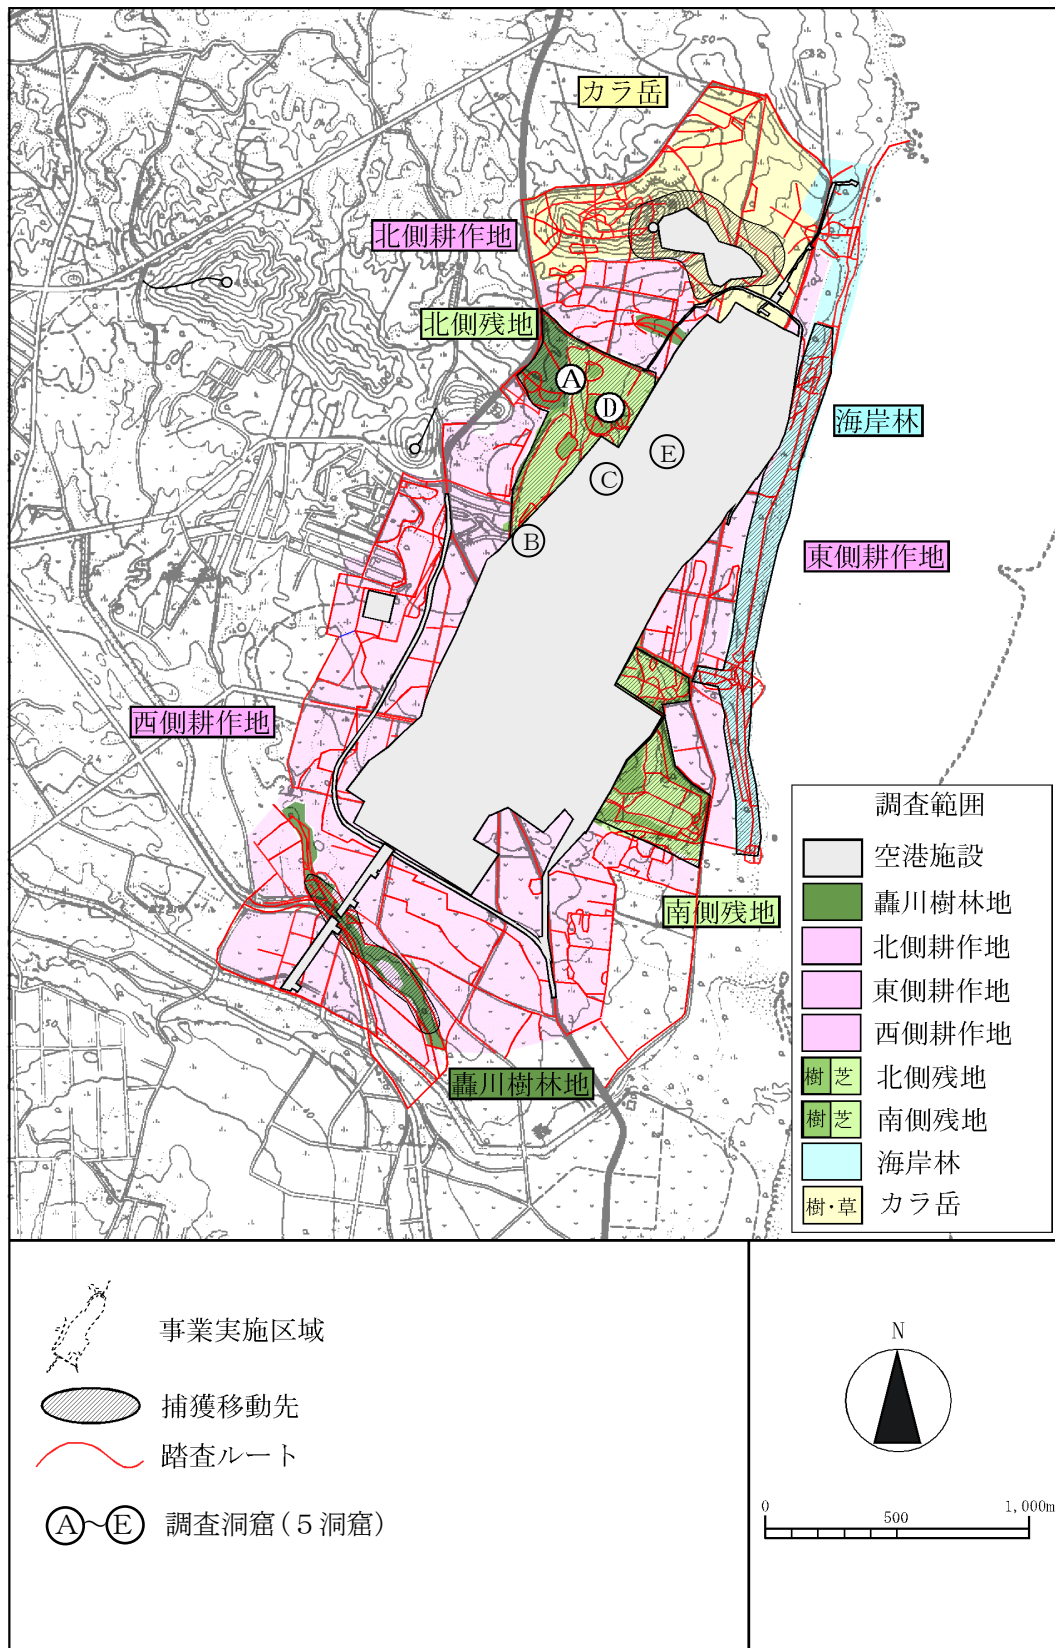 50
カラ岳
北側耕作地
北側残地
A
D
海岸林
E
C
B
東側耕作地
西側耕作地
調査範囲
空港施設
轟川樹林地
北側耕作地
東側耕作地
西側耕作地
樹 芝 北側残地
樹 芝 南側残地
海岸林
樹・草 カラ岳
南側残地
轟川樹林地
事業実施区域
捕獲移動先
踏査ルート
A~E 調査洞窟(5洞窟)
N
0 500 1,000m